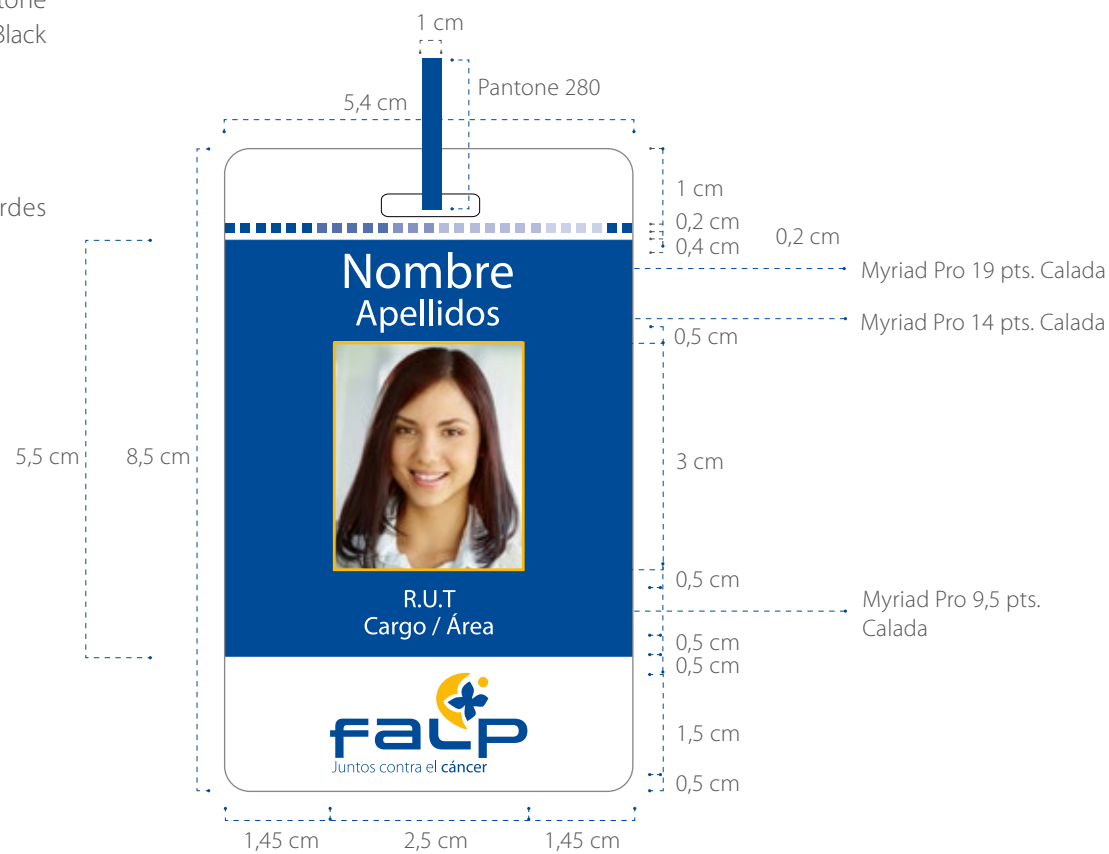 Black
1 cm
Pantone 280
5,4 cm
1 cm
0,2 cm
0,4 cm
0,2 cm
Nombre
Apellidos
Myriad Pro 19 pts. Calada
Myriad Pro 14 pts. Calada
0,5 cm
5,5 cm
8,5 cm
3 cm
0,5 cm
R.U.T
Cargo / Área
Myriad Pro 9,5 pts.
Calada
0,5 cm
0,5 cm
falp
Juntos contra el cáncer
1,5 cm
0,5 cm
1,45 cm
2,5 cm
1,45 cm